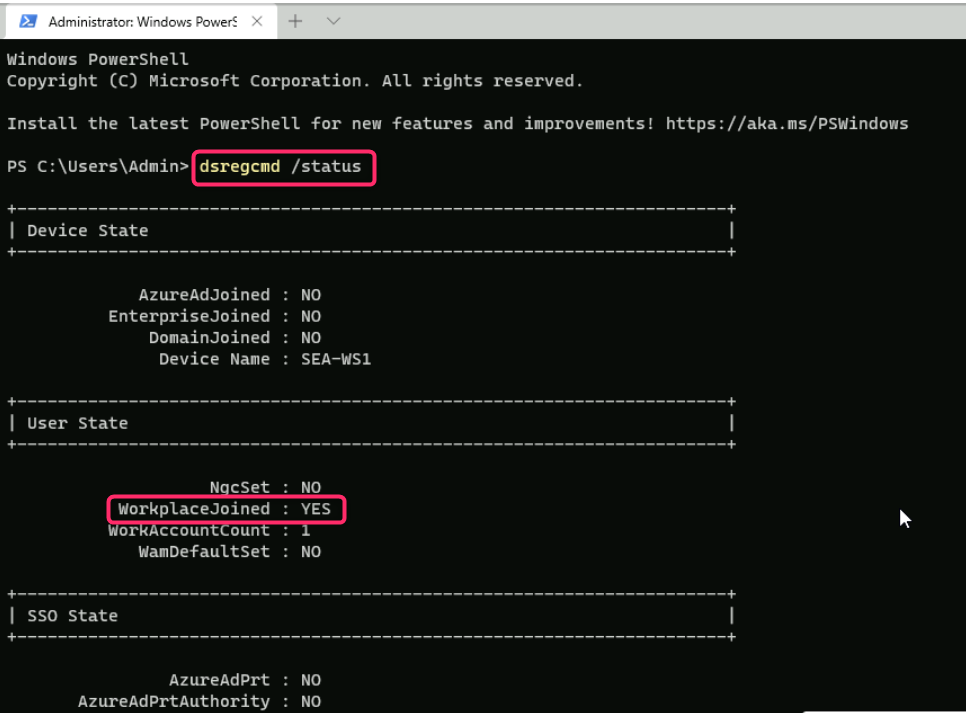 Administrator: Windows PowerS
Windows PowerShell
Copyright (C) Microsoft Corporation. All rights reserved.
Install the latest PowerShell for new features and improvements! https://aka.ms/PSWindows
PS C:\Users\Admin> dsregcmd /status
+----------------------------------------------------------------------+
| Device State                                                         |
+----------------------------------------------------------------------+
AzureAdJoined : NO
EnterpriseJoined : NO
DomainJoined : NO
Device Name : SEA-WS1
+----------------------------------------------------------------------+
| User State                                                           |
+----------------------------------------------------------------------+
NgcSet : NO
WorkplaceJoined : YES
WorkAccountCount : 1
WamDefaultSet : NO
+----------------------------------------------------------------------+
| SSO State                                                            |
+----------------------------------------------------------------------+
AzureAdPrt : NO
AzureAdPrtAuthority : NO